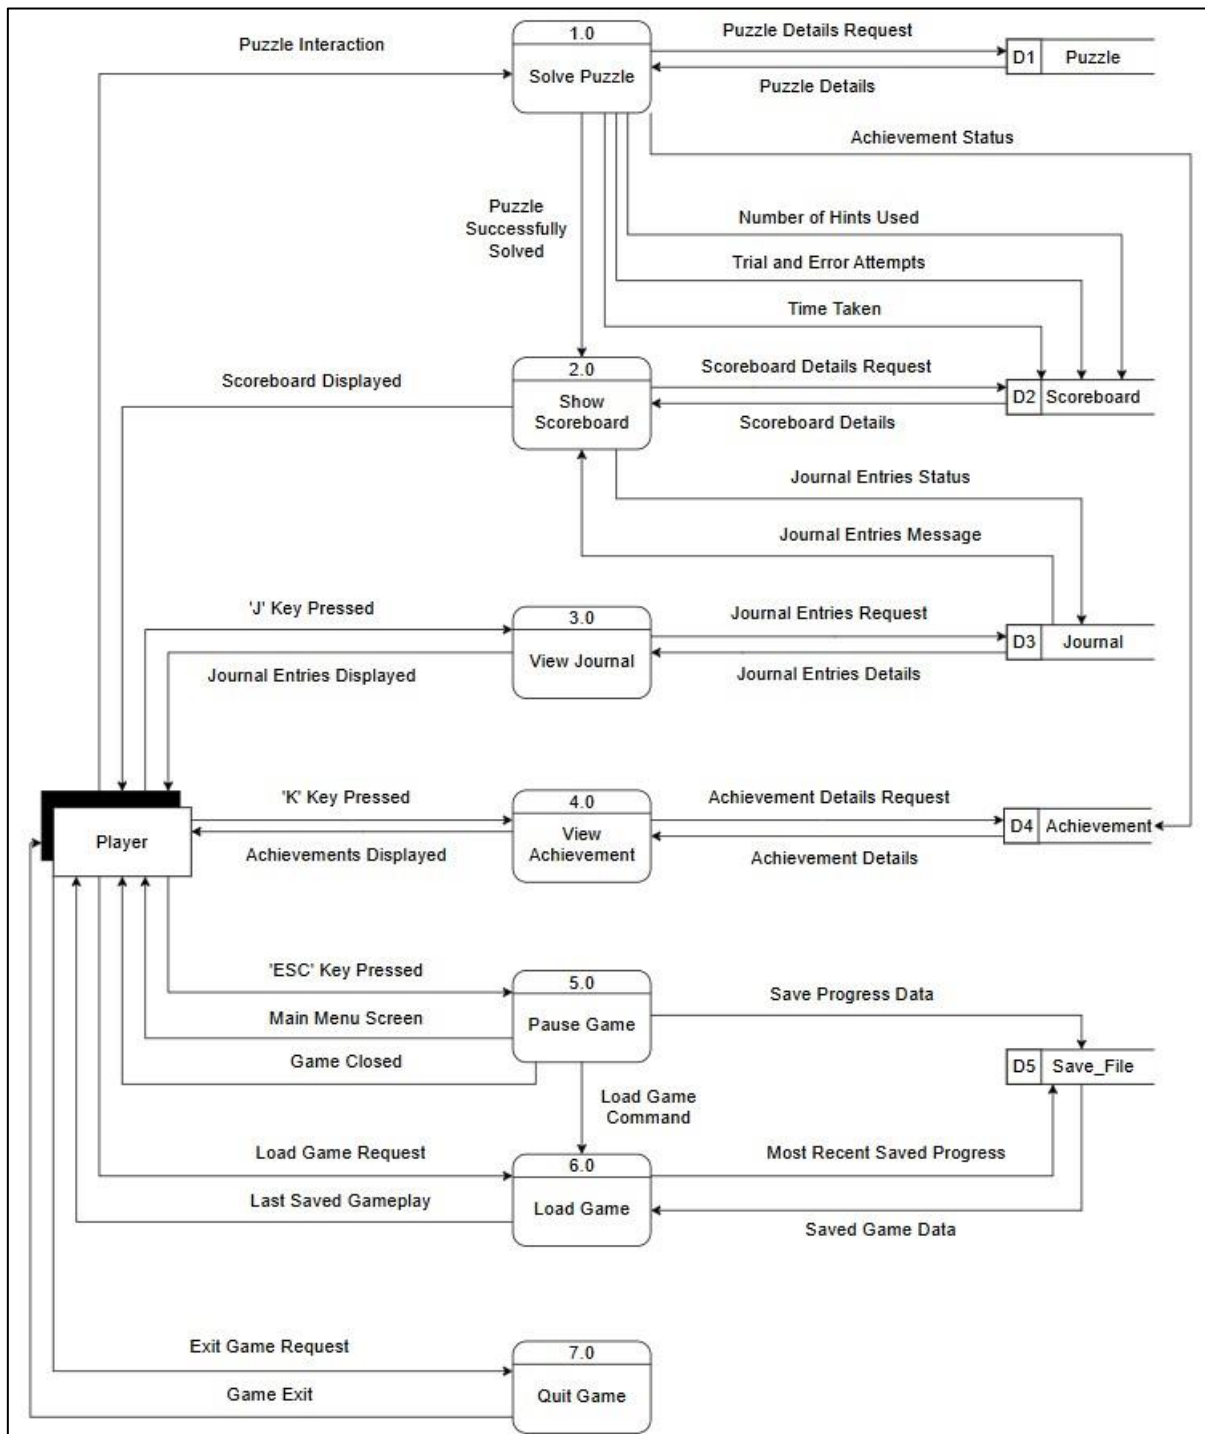 1.0
Solve Puzzle
Puzzle Interaction
Puzzle Details Request
D1 Puzzle
Puzzle Details
Achievement Status
Puzzle
Successfully
Solved
Number of Hints Used
Trial and Error Attempts
Time Taken
2.0
Show
Scoreboard
Scoreboard Displayed
Scoreboard Details Request
D2 Scoreboard
Scoreboard Details
Journal Entries Status
Journal Entries Message
'J' Key Pressed
3.0
View Journal
Journal Entries Request
D3 Journal
Journal Entries Displayed
Journal Entries Details
'K' Key Pressed
4.0
View
Achievement
Achievement Details Request
D4 Achievement
Player
Achievements Displayed
Achievement Details
'ESC' Key Pressed
5.0
Pause Game
Save Progress Data
Main Menu Screen
Game Closed
D5 Save_File
Load Game
Command
Load Game Request
6.0
Load Game
Most Recent Saved Progress
Last Saved Gameplay
Saved Game Data
Exit Game Request
7.0
Quit Game
Game Exit